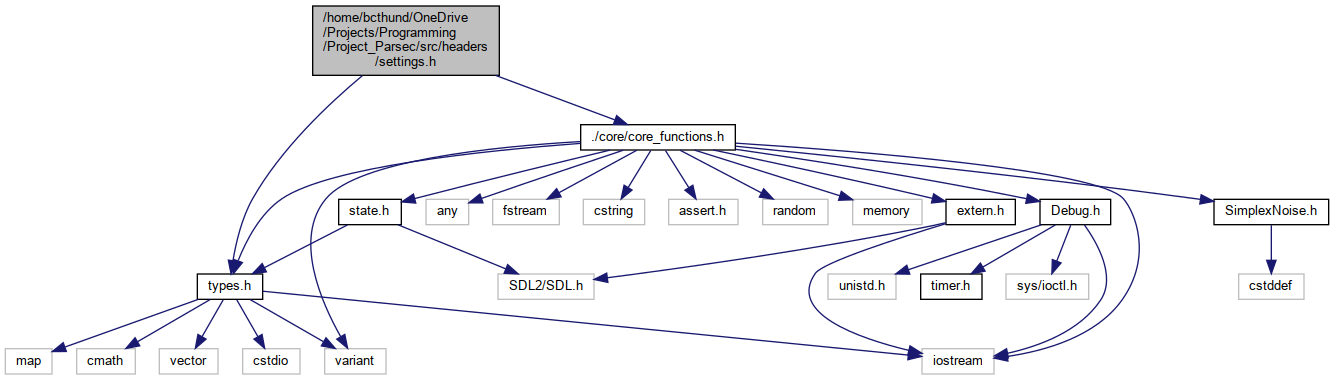 /home/bcthund/OneDrive
/Projects/Programming
/Project_Parsec/src/headers
/settings.h
./core/core_functions.h
state.h
any
fstream
cstring
assert.h
random
memory
extern.h
Debug.h
SimplexNoise.h
types.h
SDL2/SDL.h
unistd.h
timer.h
sys/ioctl.h
cstddef
map
cmath
vector
cstdio
variant
iostream